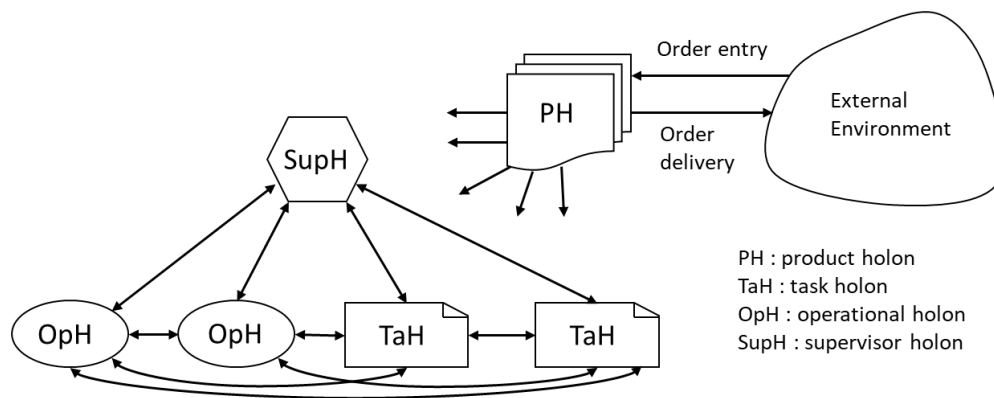 Order entry
PH
External
Environment
Order
delivery
SupH
PH : product holon
TaH : task holon
OpH : operational holon
SupH : supervisor holon
OpH
OpH
TaH
TaH